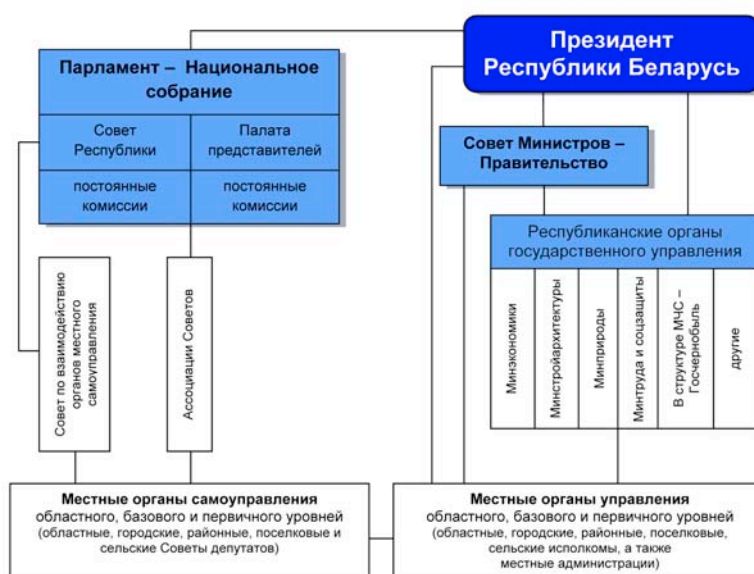 Президент
Республики Беларусь
Парламент – Национальное
собрание
Совет
Республики
Палата
представителей
постоянные
комиссии
постоянные
комиссии
Совет Министров –
Правительство
Республиканские органы
государственного управления
Минэкономики
Минстройархитектуры
Минприроды
Минтруда и соцзащиты
В структуре МЧС –
Госчернобыль
другие
Совет по взаимодействию
органов местного
самоуправления
Ассоциации Советов
Местные органы самоуправления
областного, базового и первичного уровней
(областные, городские, районные, поселковые и
сельские Советы депутатов)
Местные органы управления
областного, базового и первичного уровней
(областные, городские, районные, поселковые,
сельские исполкомы, а также
местные администрации)